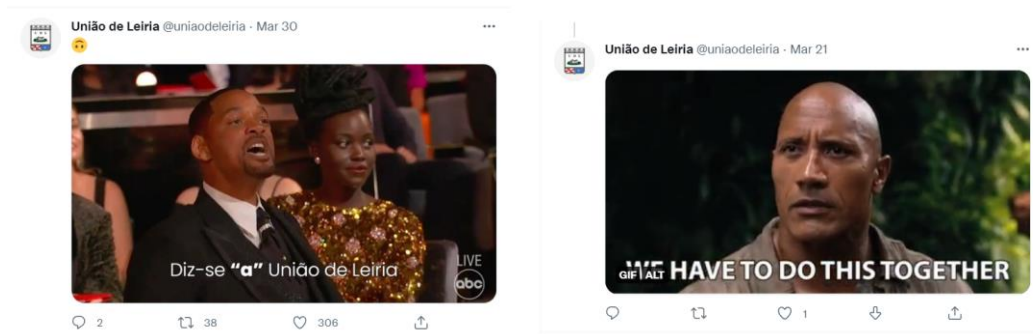 União de Leiria @uniaodeleiria · Mar 30
Diz-se “a” União de Leiria
LIVE
abc
2 38 306
União de Leiria @uniaodeleiria · Mar 21
GIF ALT
WE HAVE TO DO THIS TOGETHER
1